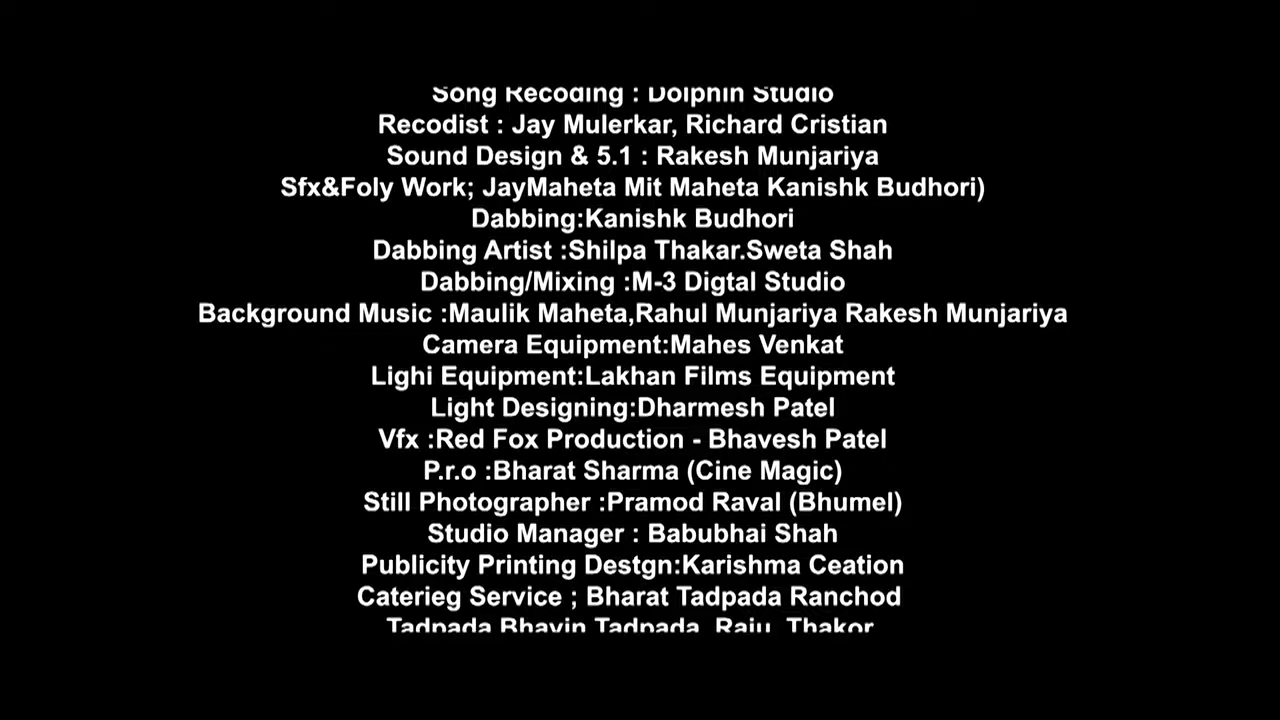 Song Recoding : Dolphin Studio
Recodist : Jay Mulerkar, Richard Cristian
Sound Design & 5.1 : Rakesh Munjariya
Sfx&Foly Work; JayMaheta Mit Maheta Kanishk Budhori)
Dabbing:Kanishk Budhori
Dabbing Artist :Shilpa Thakar.Sweta Shah
Dabbing/Mixing :M-3 Digtal Studio
Background Music :Maulik Maheta,Rahul Munjariya Rakesh Munjariya
Camera Equipment:Mahes Venkat
Lighi Equipment:Lakhan Films Equipment
Light Designing:Dharmesh Patel
Vfx :Red Fox Production - Bhavesh Patel
P.r.o :Bharat Sharma (Cine Magic)
Still Photographer :Pramod Raval (Bhumel)
Studio Manager : Babubhai Shah
Publicity Printing Destgn:Karishma Ceation
Caterieg Service ; Bharat Tadpada Ranchod
Tadpada Bhavin Tadpada, Raju, Thakor